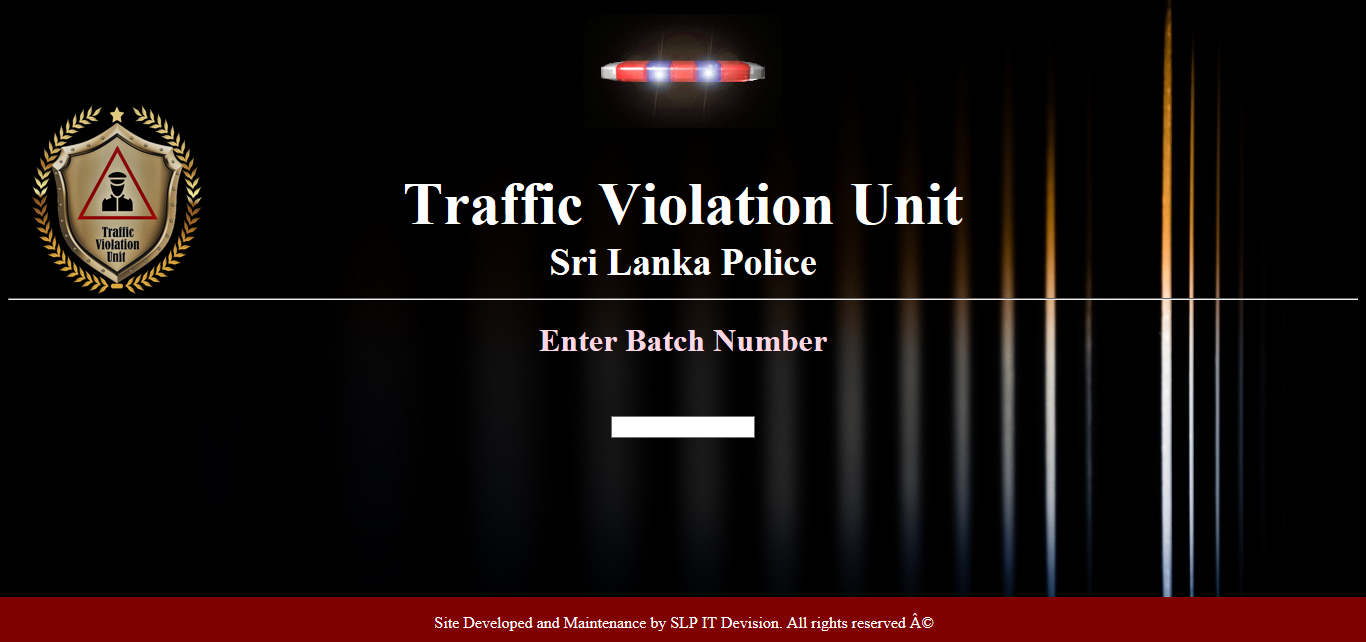 Traffic Violation Unit
Sri Lanka Police
Traffic
Violation
Unit
Enter Batch Number
Site Developed and Maintenance by SLP IT Devision. All rights reserved Â©